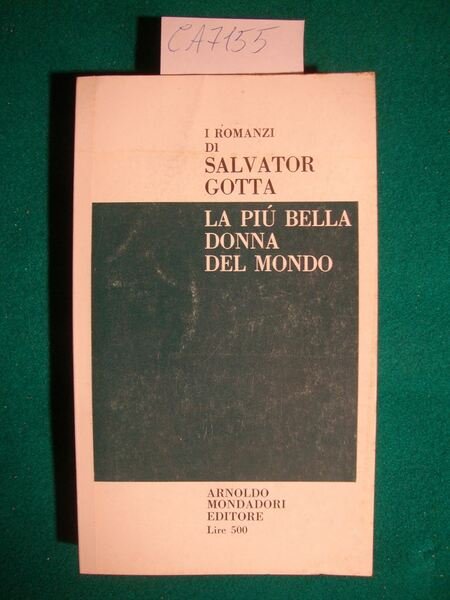 CA7155
I ROMANZI
DI
SALVATOR
GOTTA
LA PIÚ BELLA
DONNA
DEL MONDO
ARNOLDO
MONDADORI
EDITORE
Lire 500